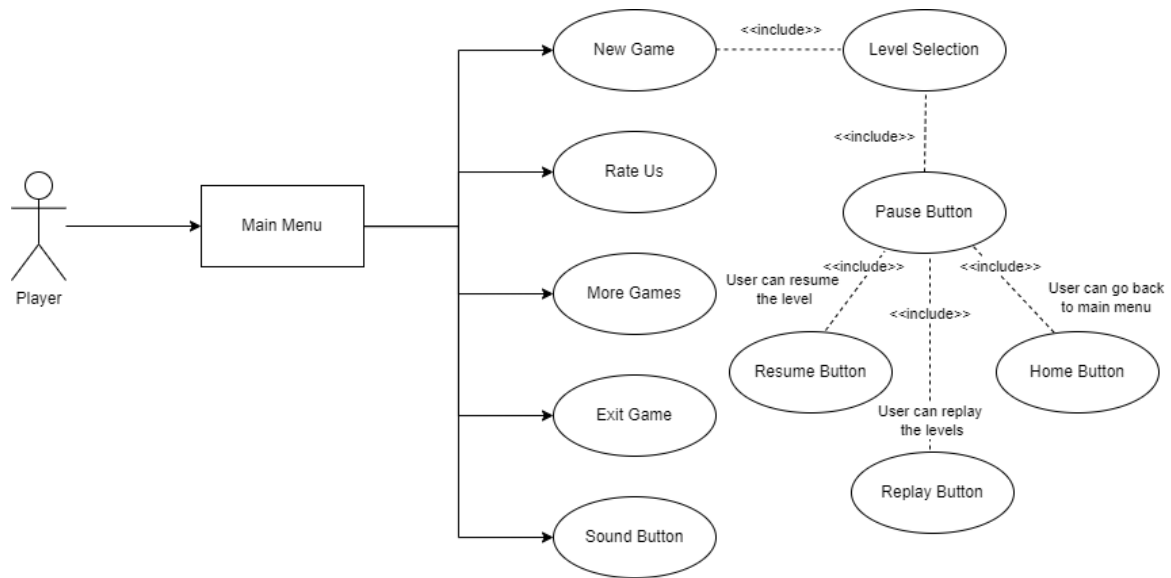 New Game
<<include>>
Level Selection
<<include>>
Rate Us
Pause Button
Main Menu
Player
<<include>>
<<include>>
User can resume
the level
User can go back
to main menu
More Games
<<include>>
Resume Button
Home Button
Exit Game
User can replay
the levels
Replay Button
Sound Button